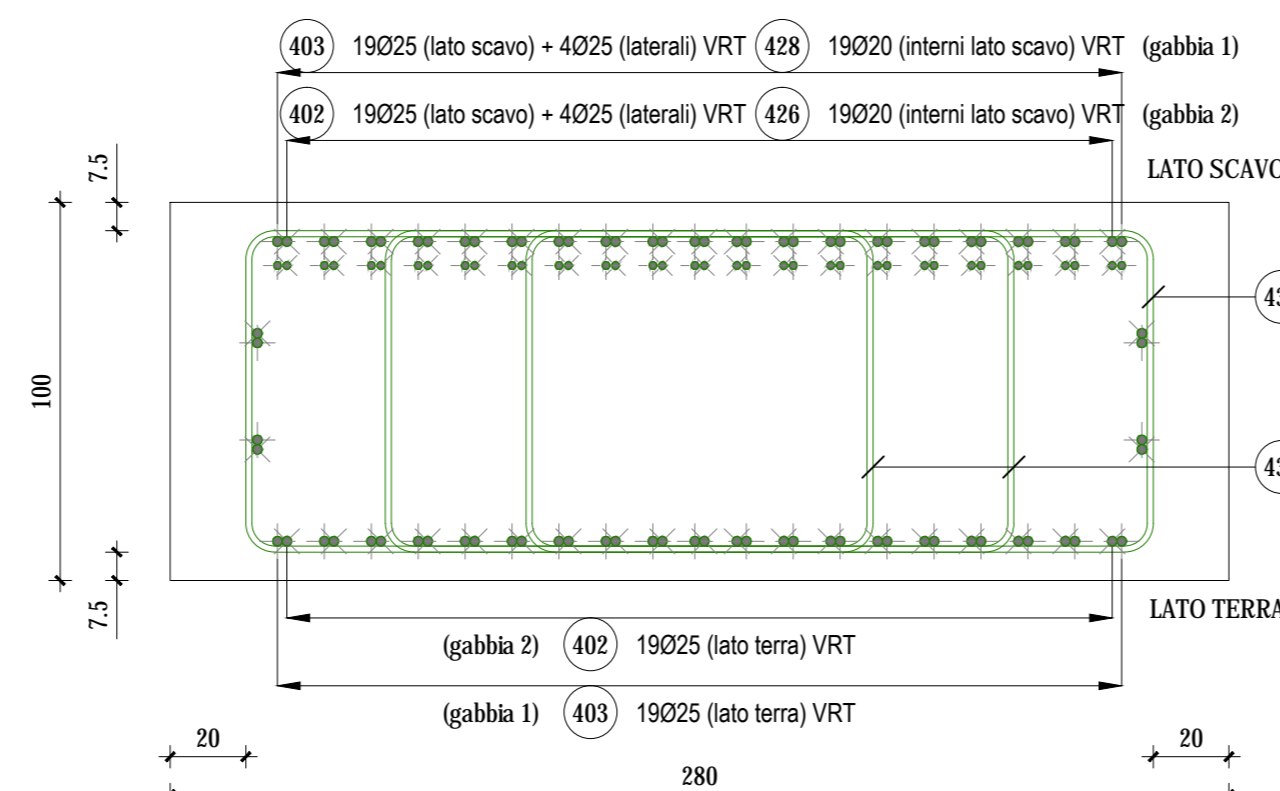 403 19Ø25 (lato scavo) + 4Ø25 (laterali) VRT 428 19Ø20 (interni lato scavo) VRT (gabbia 1)
402 19Ø25 (lato scavo) + 4Ø25 (laterali) VRT 426 19Ø20 (interni lato scavo) VRT (gabbia 2)
7.5
LATO SCAVO
100
7.5
LATO TERRA
(gabbia 2) 402 19Ø25 (lato terra) VRT
(gabbia 1) 403 19Ø25 (lato terra) VRT
20
20
280